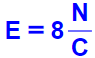 E = 8 N/C